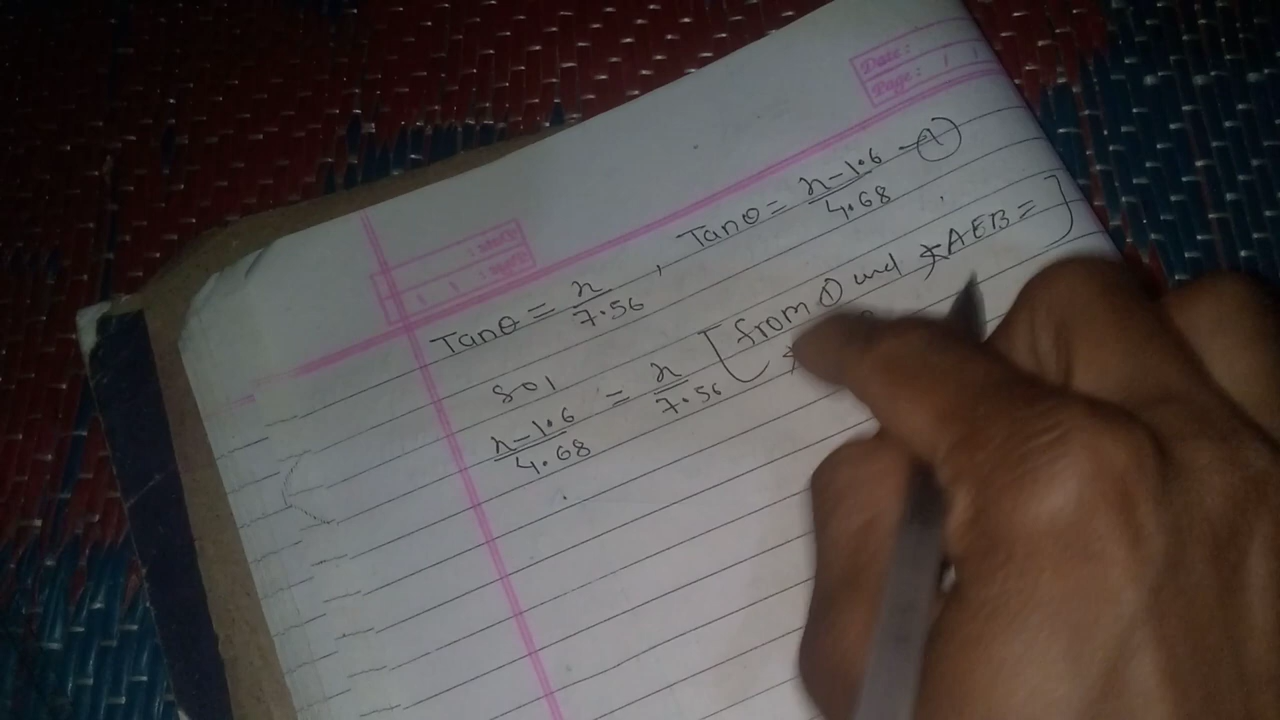 Date:
Page:
Tanθ = x/7.56 , Tanθ = x-1.6/4.68 —①
sol
x-1.6/4.68 = x/7.56 [from ① and ∡AEB =]